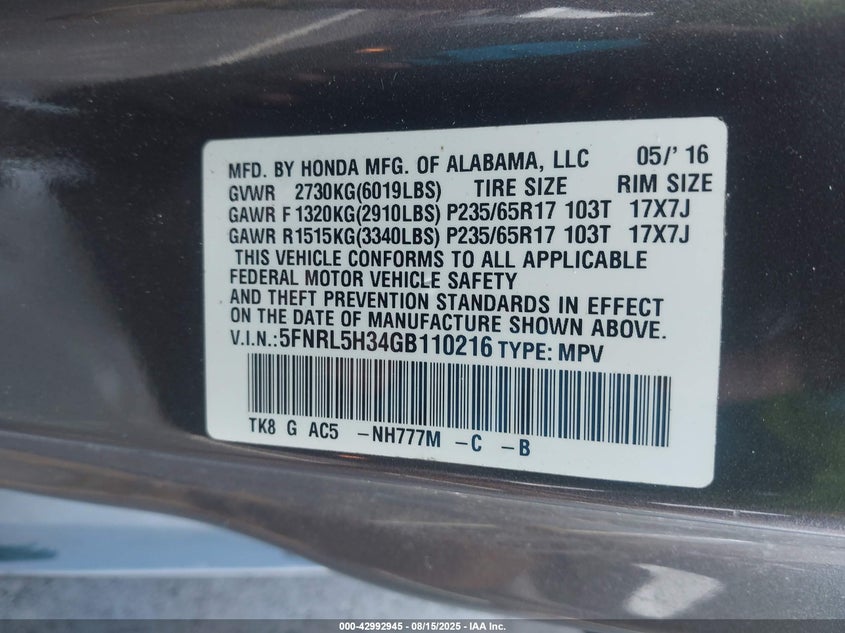 MFD. BY HONDA MFG. OF ALABAMA, LLC 05/' 16
GVWR 2730KG(6019LBS) TIRE SIZE RIM SIZE
GAWR F 1320KG(2910LBS) P235/65R17 103T 17X7J
GAWR R1515KG(3340LBS) P235/65R17 103T 17X7J
THIS VEHICLE CONFORMS TO ALL APPLICABLE
FEDERAL MOTOR VEHICLE SAFETY
AND THEFT PREVENTION STANDARDS IN EFFECT
ON THE DATE OF MANUFACTURE SHOWN ABOVE.
V.I.N.:5FNRL5H34GB110216 TYPE: MPV
TK8 G AC5 -NH777M -C -B
000-42992945 - 08/15/2025 - IAA Inc.